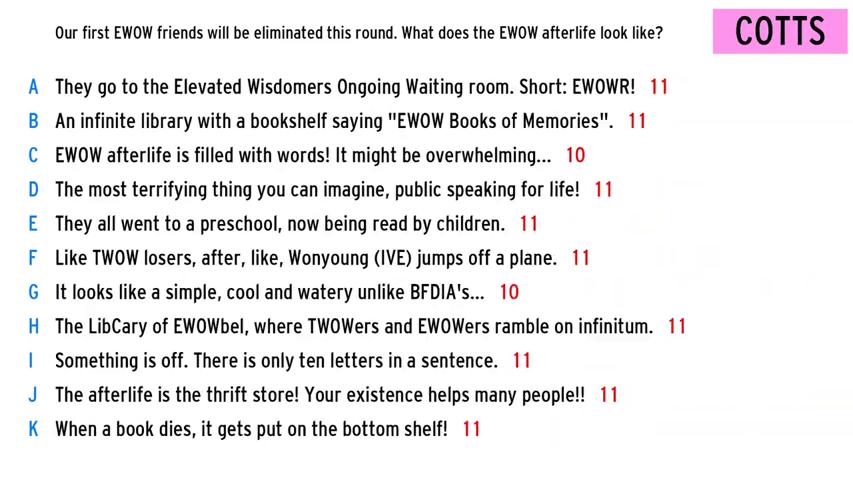 Our first EWOW friends will be eliminated this round. What does the EWOW afterlife look like?
COTTS
A They go to the Elevated Wisdomers Ongoing Waiting room. Short: EWOWR! 11
B An infinite library with a bookshelf saying "EWOW Books of Memories". 11
C EWOW afterlife is filled with words! It might be overwhelming... 10
D The most terrifying thing you can imagine, public speaking for life! 11
E They all went to a preschool, now being read by children. 11
F Like TWOW losers, after, like, Wonyoung (IVE) jumps off a plane. 11
G It looks like a simple, cool and watery unlike BFDIA's... 10
H The LibCary of EWOWbel, where TWOWers and EWOWers ramble on infinitum. 11
I Something is off. There is only ten letters in a sentence. 11
J The afterlife is the thrift store! Your existence helps many people!! 11
K When a book dies, it gets put on the bottom shelf! 11